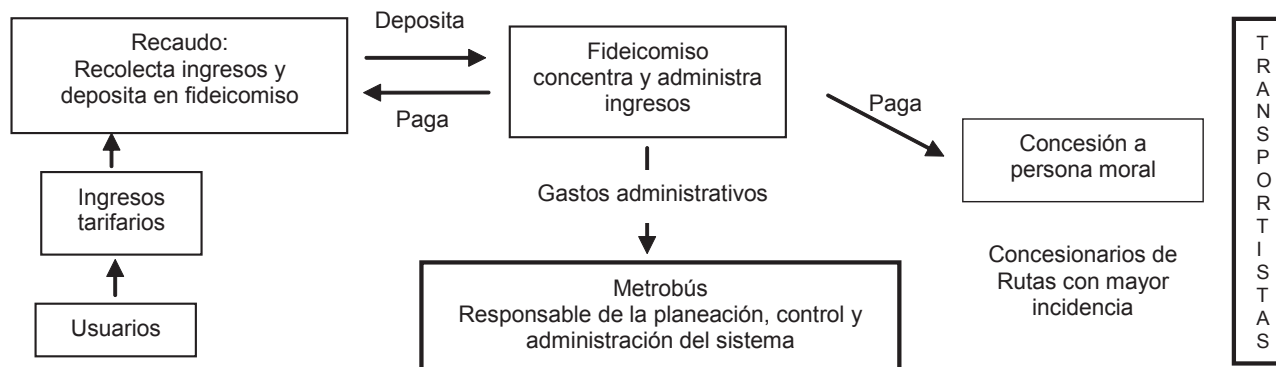 Recaudo:
Recolecta ingresos y
deposita en fideicomiso
Deposita
Paga
Fideicomiso
concentra y administra
ingresos
Paga
Concesión a
persona moral
Ingresos
tarifarios
Gastos administrativos
Concesionarios de
Rutas con mayor
incidencia
Usuarios
Metrobús
Responsable de la planeación, control y
administración del sistema
T
R
A
N
S
P
O
R
T
I
S
T
A
S